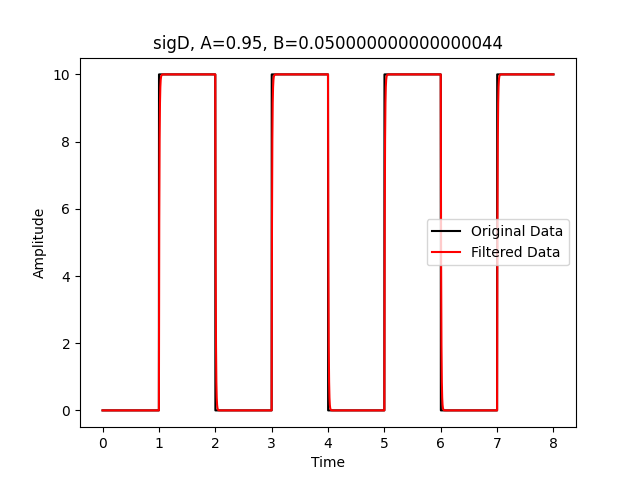 sigD, A=0.95, B=0.050000000000000044
10
8
6
4
2
0
Amplitude
Original Data
Filtered Data
0 1 2 3 4 5 6 7 8
Time